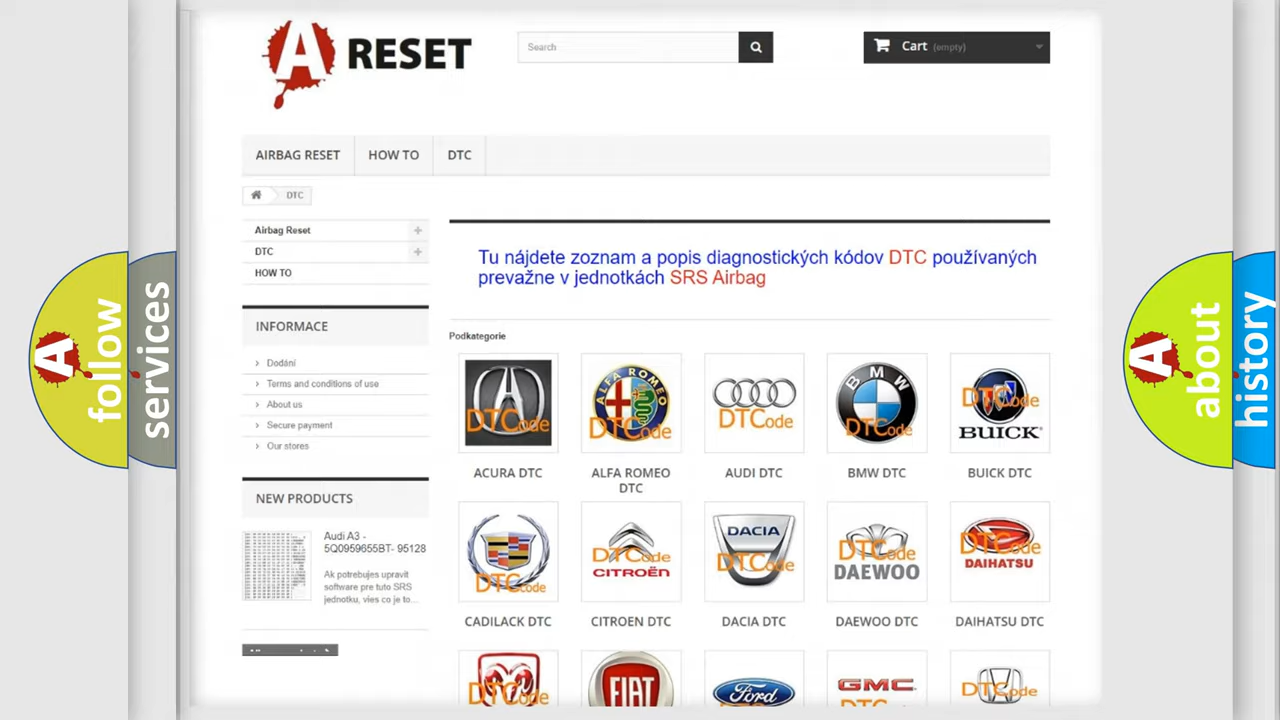 A RESET
Search
Cart (empty)
AIRBAG RESET
HOW TO
DTC
DTC
Airbag Reset
DTC
HOW TO
INFORMACE
Dodání
Terms and conditions of use
About us
Secure payment
Our stores
NEW PRODUCTS
Audi A3 -
5Q0959655BT- 95128
Ak potrebujes upravit
software pre tuto SRS
jednotku, vies co je to...
Tu nájdete zoznam a popis diagnostických kódov DTC používaných
prevažne v jednotkách SRS Airbag
Podkategorie
DTCode
ALFA ROMEO
DTCode
DTCode
BMW
DTCode
DTCode
BUICK
ACURA DTC
ALFA ROMEO
DTC
AUDI DTC
BMW DTC
BUICK DTC
DTCode
DTCode
CITROËN
DACIA
DTCode
DTCode
DAEWOO
DTCode
DAIHATSU
CADILACK DTC
CITROEN DTC
DACIA DTC
DAEWOO DTC
DAIHATSU DTC
DTCode
FIAT
Ford
GMC
DTCode
A follow
services
A about
history